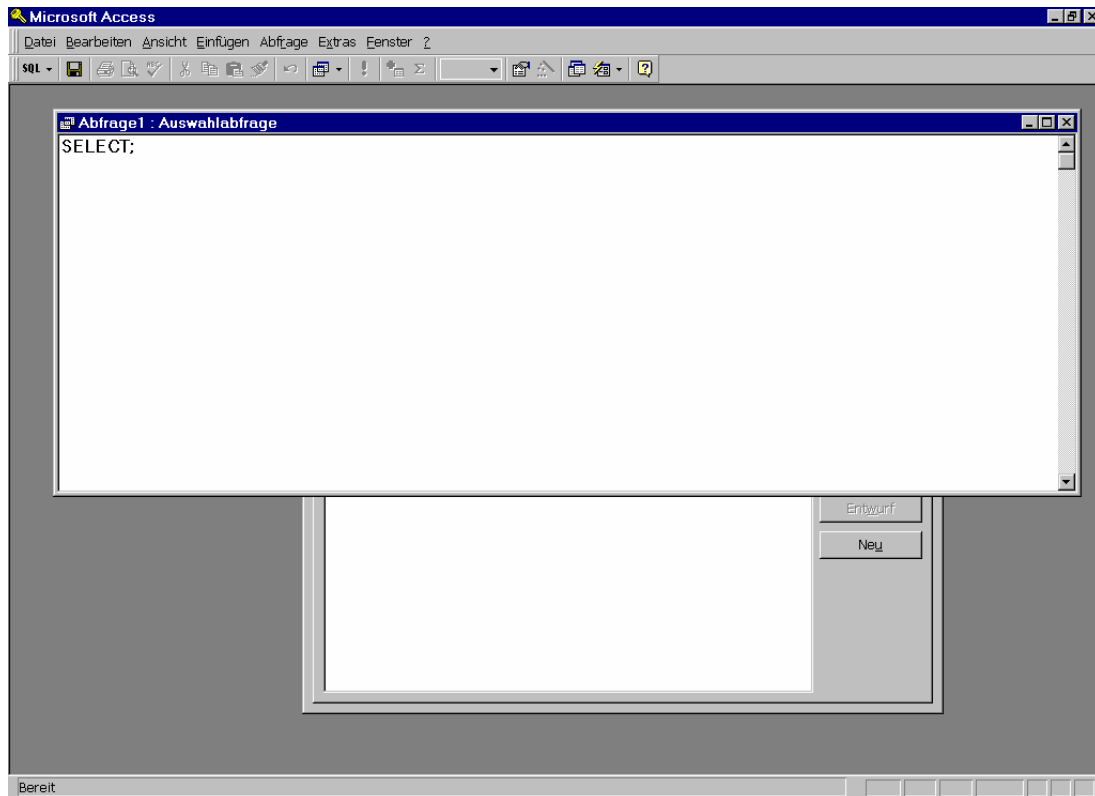 Microsoft Access
Datei Bearbeiten Ansicht Einfügen Abfrage Extras Fenster ?
SQL
Abfrage1 : Auswahlabfrage
SELECT;
Entwurf
Neu
Bereit